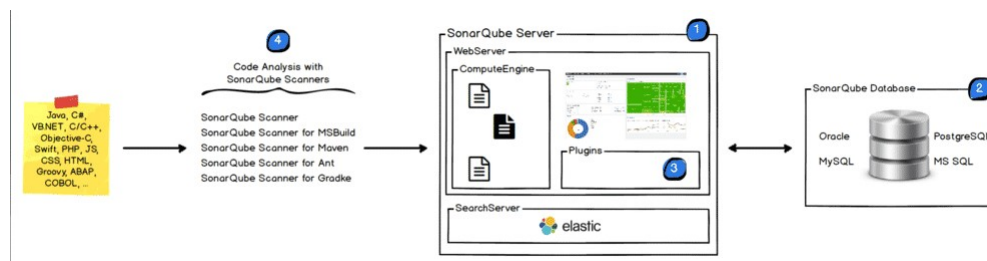 Java, C#,
VB.NET, C/C++,
Objective-C,
Swift, PHP, JS,
CSS, HTML,
Groovy, ABAP,
COBOL, ...
4
Code Analysis with
SonarQube Scanners
SonarQube Scanner
SonarQube Scanner for MSBuild
SonarQube Scanner for Maven
SonarQube Scanner for Ant
SonarQube Scanner for Gradke
1
SonarQube Server
WebServer
ComputeEngine
Plugins
3
SearchServer
elastic
2
SonarQube Database
Oracle
PostgreSQL
MySQL
MS SQL